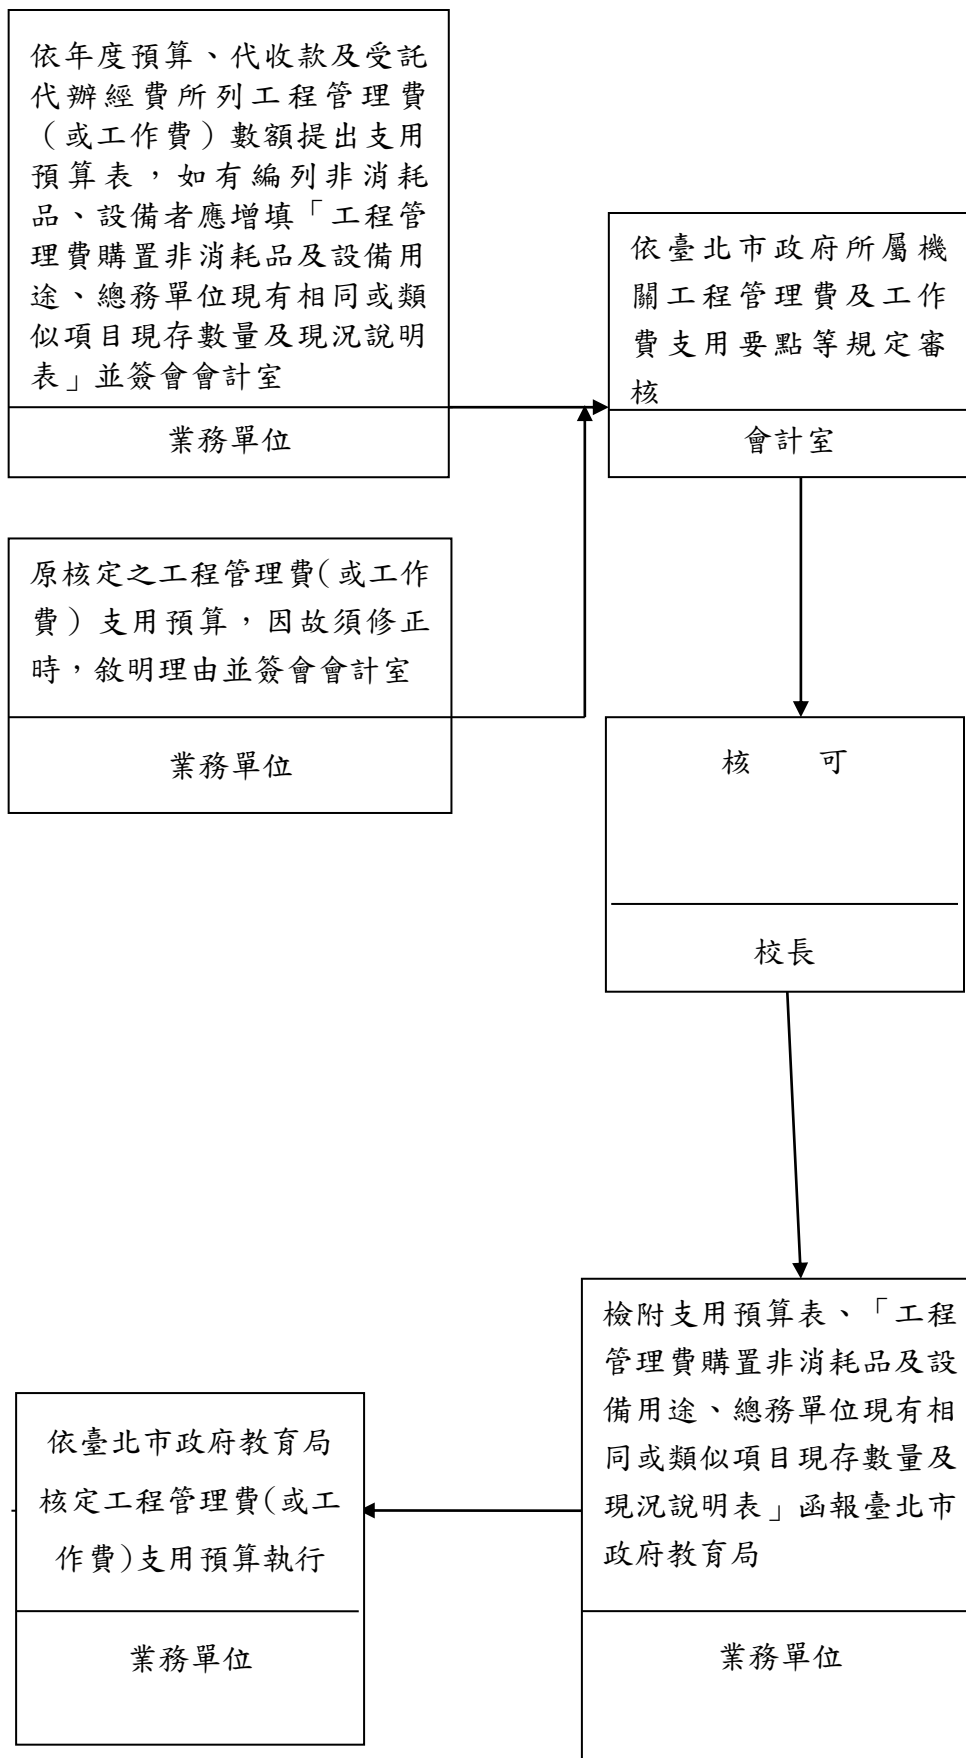 依年度預算、代收款及受託
代辦經費所列工程管理費
（或工作費）數額提出支用
預算表，如有編列非消耗
品、設備者應增填「工程管
理費購置非消耗品及設備用
途、總務單位現有相同或類
似項目現存數量及現況說明
表」並簽會會計室
業務單位
依臺北市政府所屬機
關工程管理費及工作
費支用要點等規定審
核
會計室
原核定之工程管理費(或工作
費）支用預算，因故須修正
時，敘明理由並簽會會計室
業務單位
核　　可
校長
檢附支用預算表、「工程
管理費購置非消耗品及設
備用途、總務單位現有相
同或類似項目現存數量及
現況說明表」函報臺北市
政府教育局
業務單位
依臺北市政府教育局
核定工程管理費(或工
作費)支用預算執行
業務單位